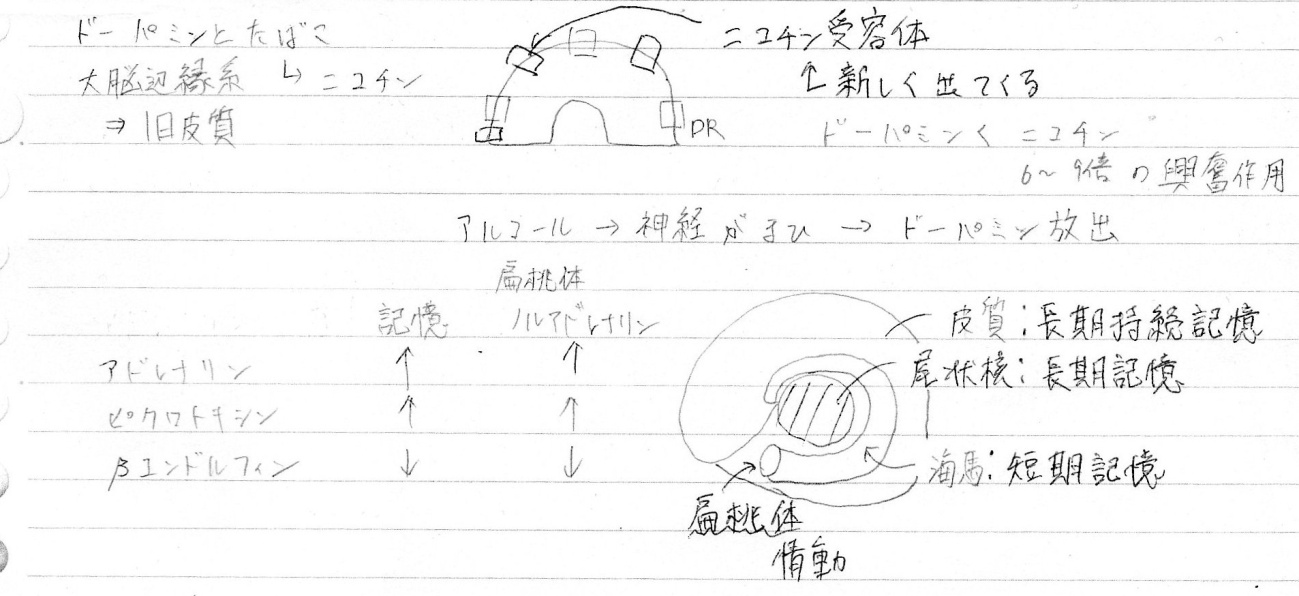 ドーパミンとたばこ
大脳辺縁系 ↳ ニコチン
⇒ 旧皮質
ニコチン受容体
↑新しく出てくる
DR
ドーパミン < ニコチン
6～9倍の興奮作用
アルコール → 神経がまひ → ドーパミン放出
扁桃体
記憶 ノルアドレナリン
アドレナリン ↑ ↑
ピクロトキシン ↑ ↑
βエンドルフィン ↓ ↓
皮質：長期持続記憶
尾状核：長期記憶
海馬：短期記憶
扁桃体
情動